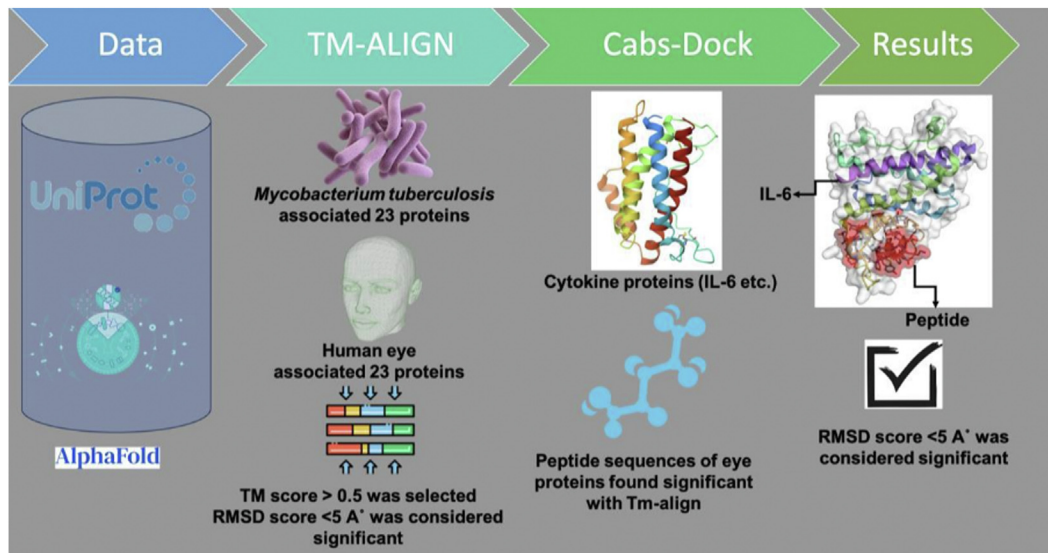 Data
TM-ALIGN
Cabs-Dock
Results
UniProt
AlphaFold
Mycobacterium tuberculosis
associated 23 proteins
Human eye
associated 23 proteins
TM score > 0.5 was selected
RMSD score <5 A* was considered
significant
Cytokine proteins (IL-6 etc.)
Peptide sequences of eye
proteins found significant
with Tm-align
IL-6
Peptide
RMSD score <5 A* was
considered significant